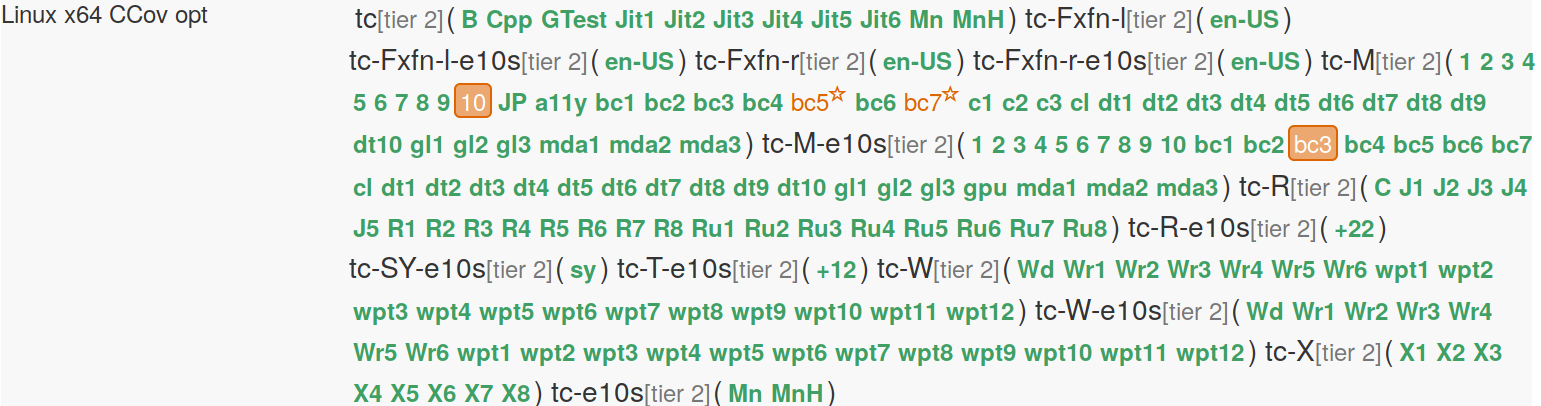 Linux x64 CCov opt tc[tier 2]( B Cpp GTest Jit1 Jit2 Jit3 Jit4 Jit5 Jit6 Mn MnH ) tc-Fxfn-l[tier 2]( en-US )
tc-Fxfn-l-e10s[tier 2]( en-US ) tc-Fxfn-r[tier 2]( en-US ) tc-Fxfn-r-e10s[tier 2]( en-US ) tc-M[tier 2]( 1 2 3 4
5 6 7 8 9 10 JP a11y bc1 bc2 bc3 bc4 bc5☆ bc6 bc7☆ c1 c2 c3 cl dt1 dt2 dt3 dt4 dt5 dt6 dt7 dt8 dt9
dt10 gl1 gl2 gl3 mda1 mda2 mda3 ) tc-M-e10s[tier 2]( 1 2 3 4 5 6 7 8 9 10 bc1 bc2 bc3 bc4 bc5 bc6 bc7
cl dt1 dt2 dt3 dt4 dt5 dt6 dt7 dt8 dt9 dt10 gl1 gl2 gl3 gpu mda1 mda2 mda3 ) tc-R[tier 2]( C J1 J2 J3 J4
J5 R1 R2 R3 R4 R5 R6 R7 R8 Ru1 Ru2 Ru3 Ru4 Ru5 Ru6 Ru7 Ru8 ) tc-R-e10s[tier 2]( +22 )
tc-SY-e10s[tier 2]( sy ) tc-T-e10s[tier 2]( +12 ) tc-W[tier 2]( Wd Wr1 Wr2 Wr3 Wr4 Wr5 Wr6 wpt1 wpt2
wpt3 wpt4 wpt5 wpt6 wpt7 wpt8 wpt9 wpt10 wpt11 wpt12 ) tc-W-e10s[tier 2]( Wd Wr1 Wr2 Wr3 Wr4
Wr5 Wr6 wpt1 wpt2 wpt3 wpt4 wpt5 wpt6 wpt7 wpt8 wpt9 wpt10 wpt11 wpt12 ) tc-X[tier 2]( X1 X2 X3
X4 X5 X6 X7 X8 ) tc-e10s[tier 2]( Mn MnH )